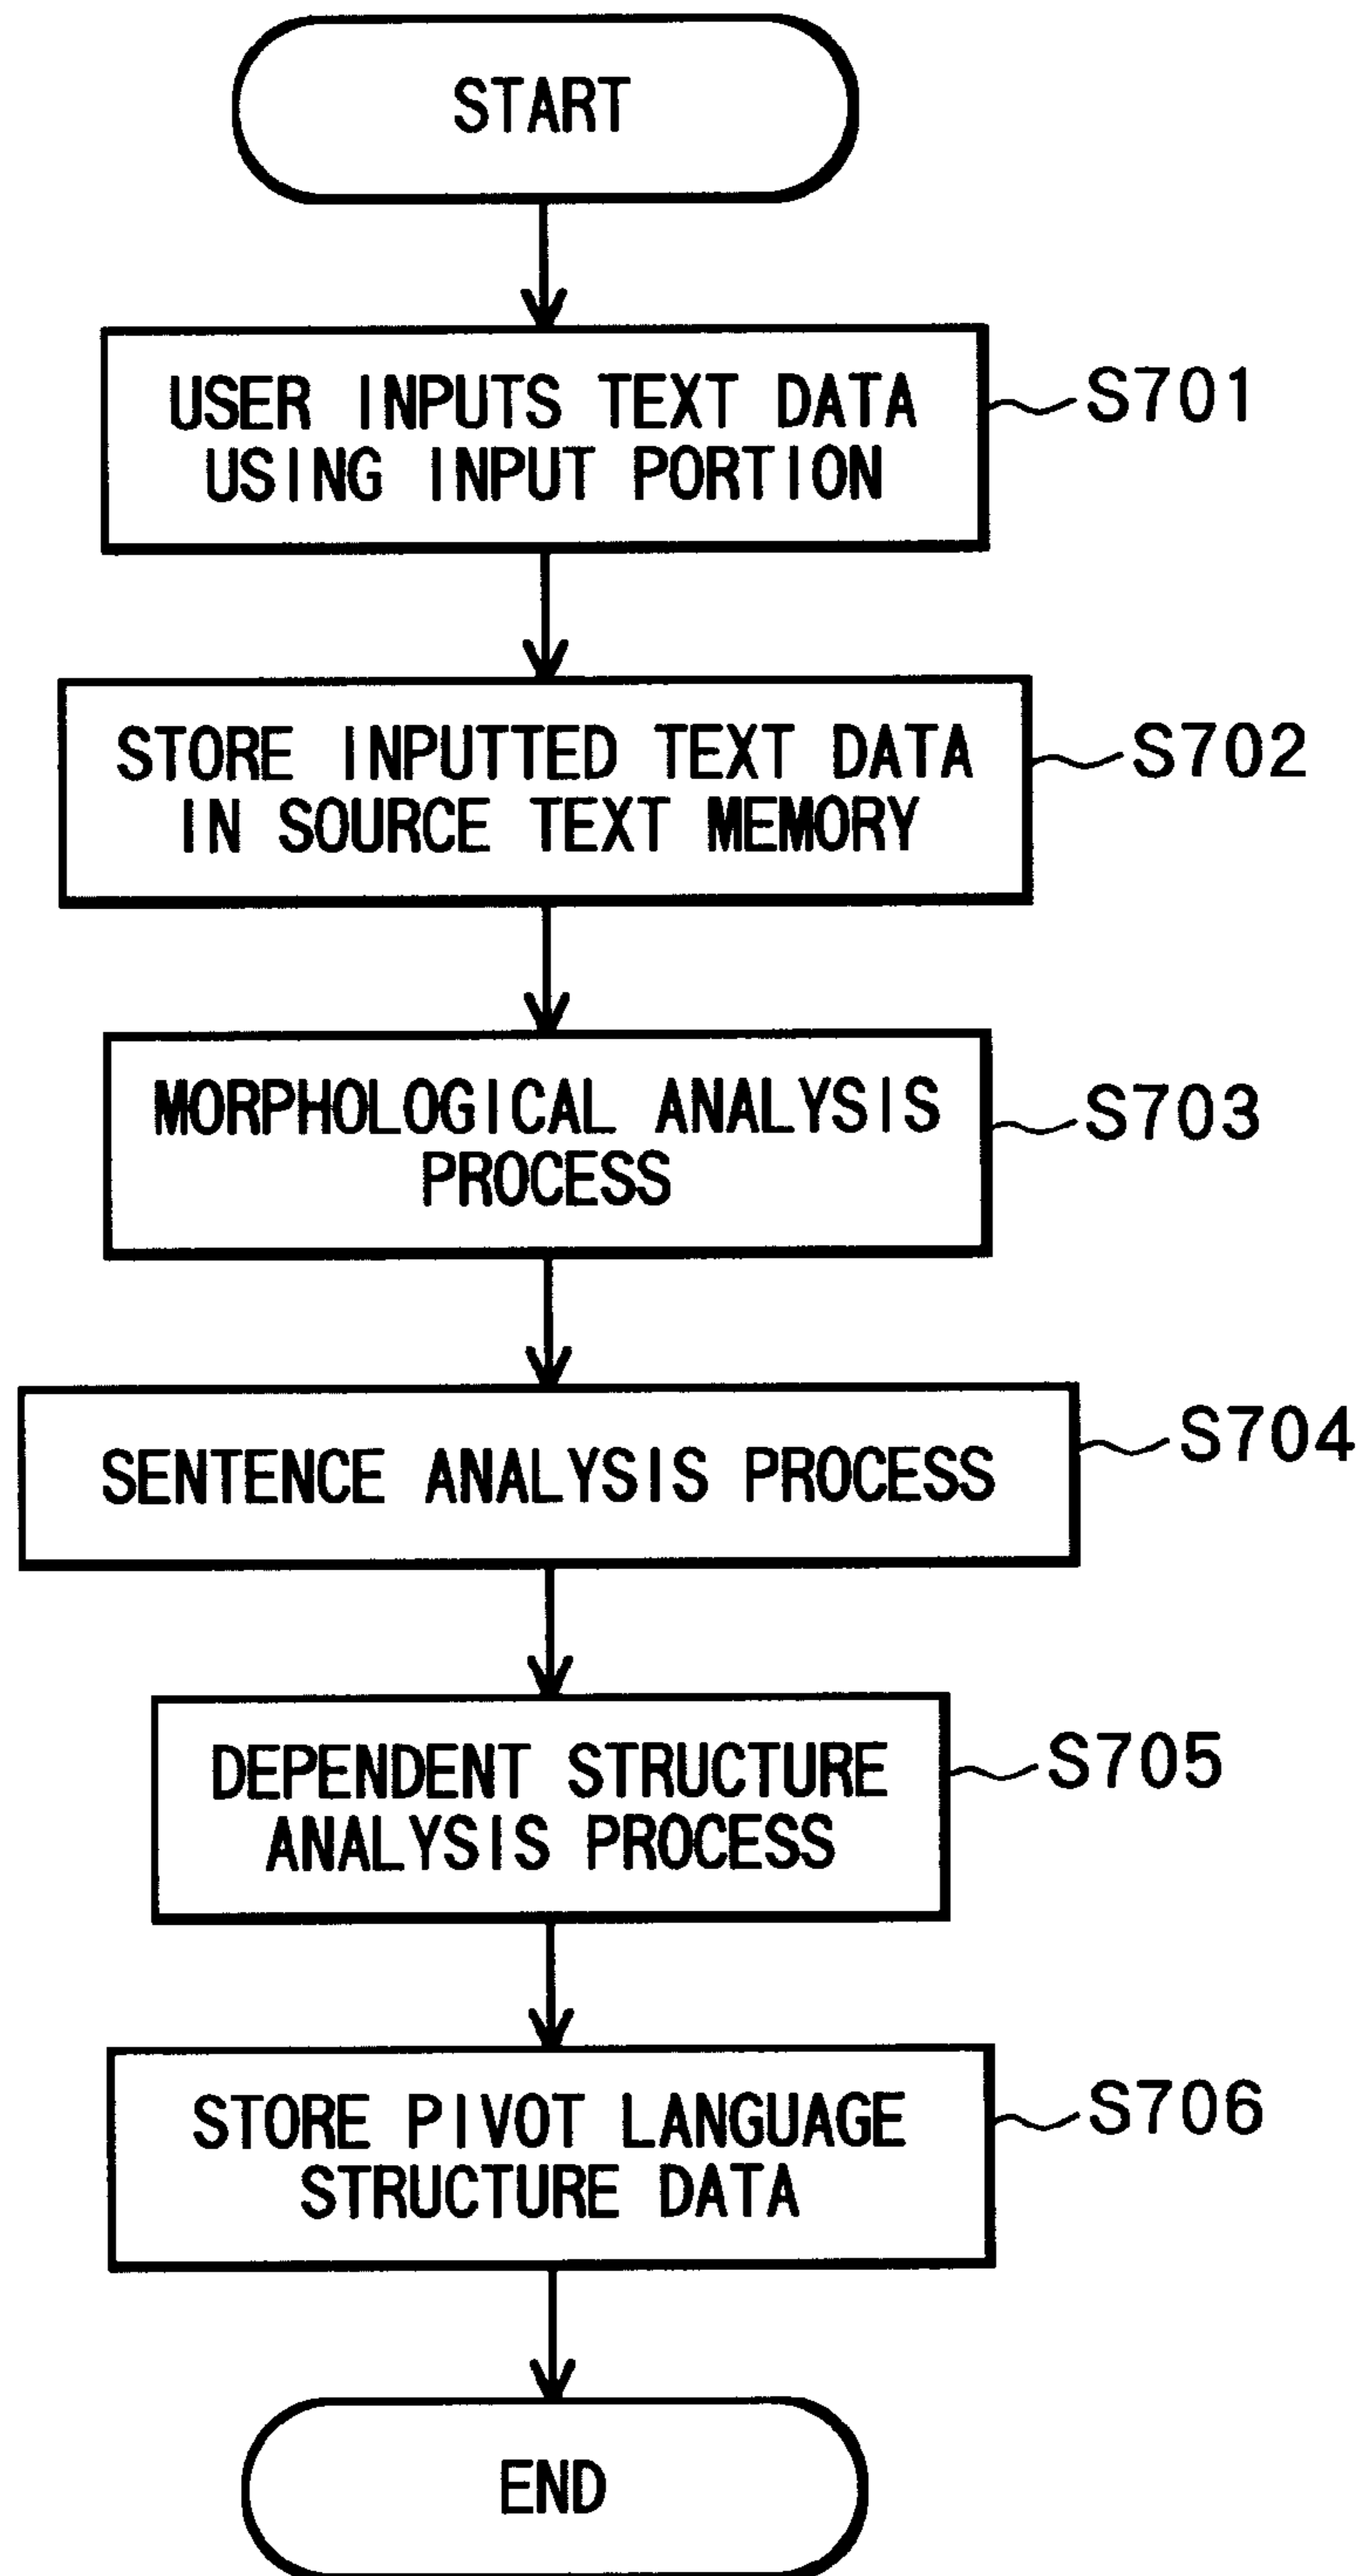 START
USER INPUTS TEXT DATA
USING INPUT PORTION
S701
STORE INPUTTED TEXT DATA
IN SOURCE TEXT MEMORY
S702
MORPHOLOGICAL ANALYSIS
PROCESS
S703
SENTENCE ANALYSIS PROCESS
S704
DEPENDENT STRUCTURE
ANALYSIS PROCESS
S705
STORE PIVOT LANGUAGE
STRUCTURE DATA
S706
END